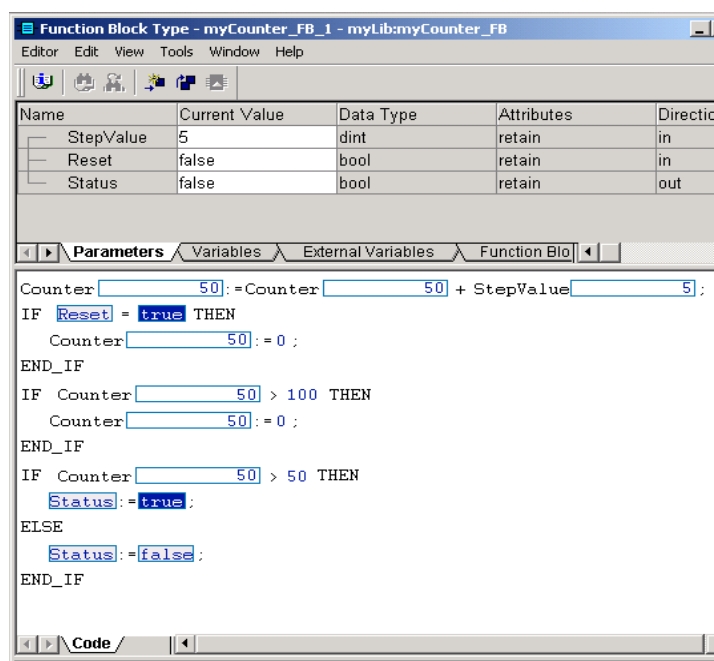 Function Block Type - myCounter_FB_1 - myLib:myCounter_FB
Editor Edit View Tools Window Help
Name Current Value Data Type Attributes Directio
StepValue 5 dint retain in
Reset false bool retain in
Status false bool retain out
Parameters Variables External Variables Function Blo
Counter 50:=Counter 50 + StepValue 5;
IF Reset = true THEN
Counter 50:=0;
END_IF
IF Counter 50 > 100 THEN
Counter 50:=0;
END_IF
IF Counter 50 > 50 THEN
Status:=true;
ELSE
Status:=false;
END_IF
Code